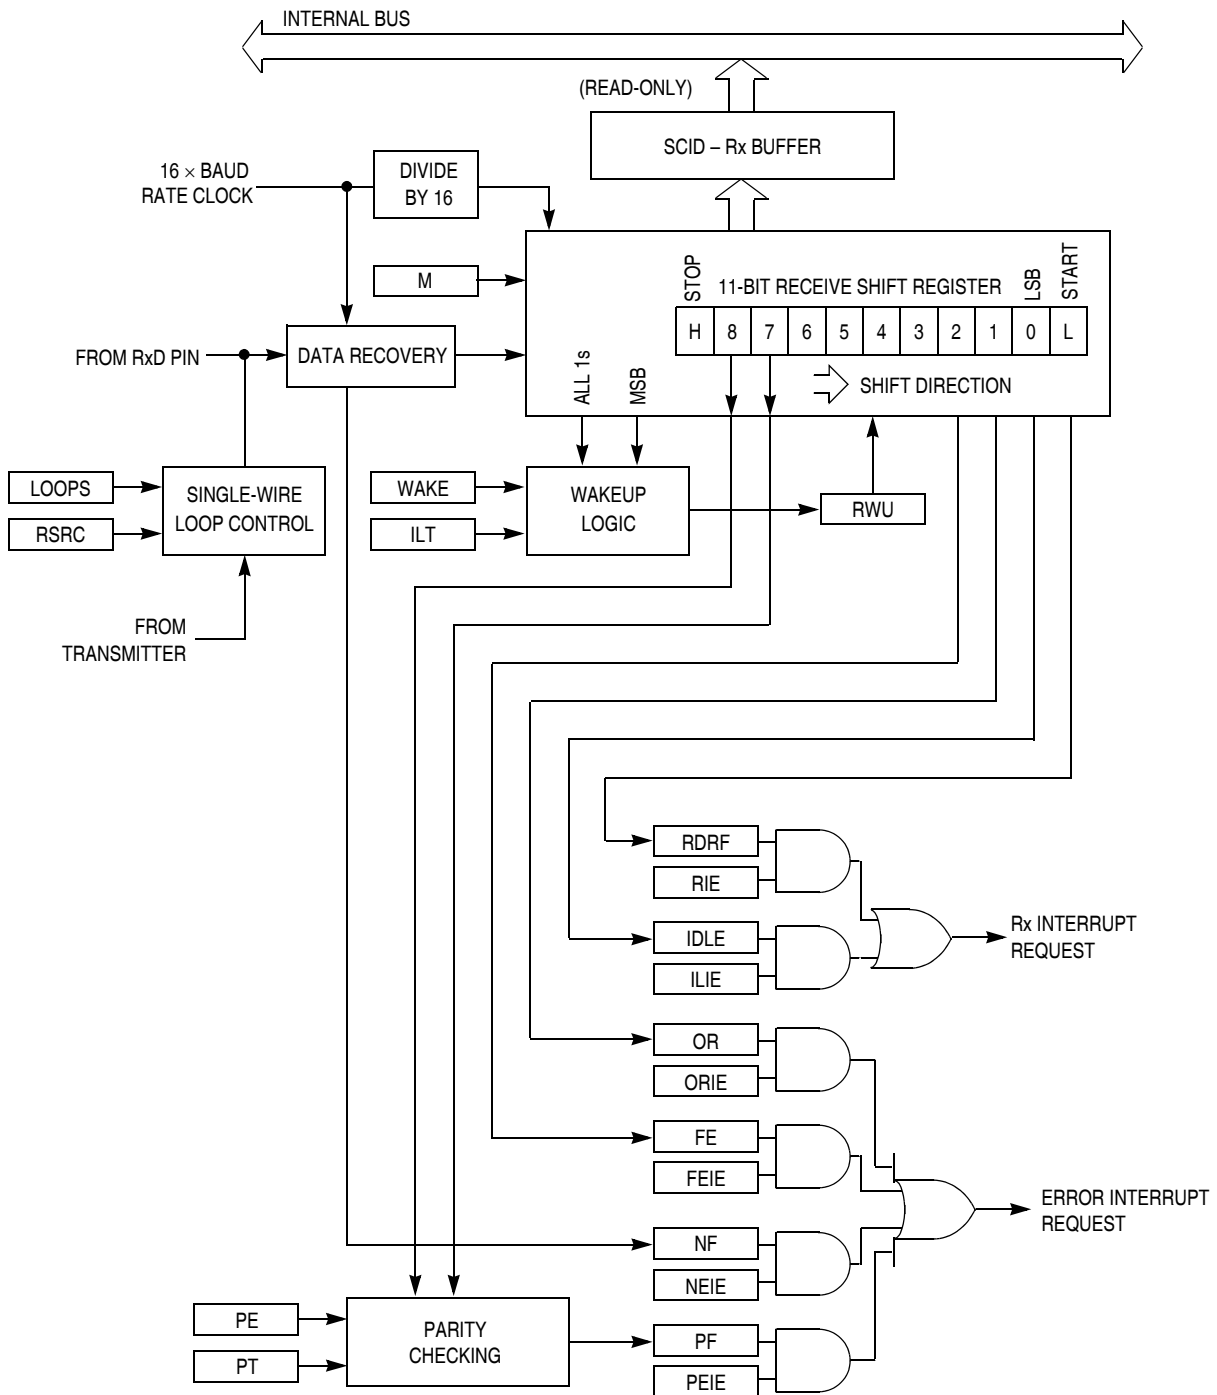 INTERNAL BUS
(READ-ONLY)
SCID – Rx BUFFER
16 × BAUD
RATE CLOCK
DIVIDE
BY 16
M
STOP
11-BIT RECEIVE SHIFT REGISTER
LSB
START
H 8 7 6 5 4 3 2 1 0 L
FROM RxD PIN
DATA RECOVERY
ALL 1s
MSB
SHIFT DIRECTION
LOOPS
RSRC
SINGLE-WIRE
LOOP CONTROL
WAKE
ILT
WAKEUP
LOGIC
RWU
FROM
TRANSMITTER
RDRF
RIE
IDLE
ILIE
Rx INTERRUPT
REQUEST
OR
ORIE
FE
FEIE
ERROR INTERRUPT
REQUEST
NF
NEIE
PE
PT
PARITY
CHECKING
PF
PEIE